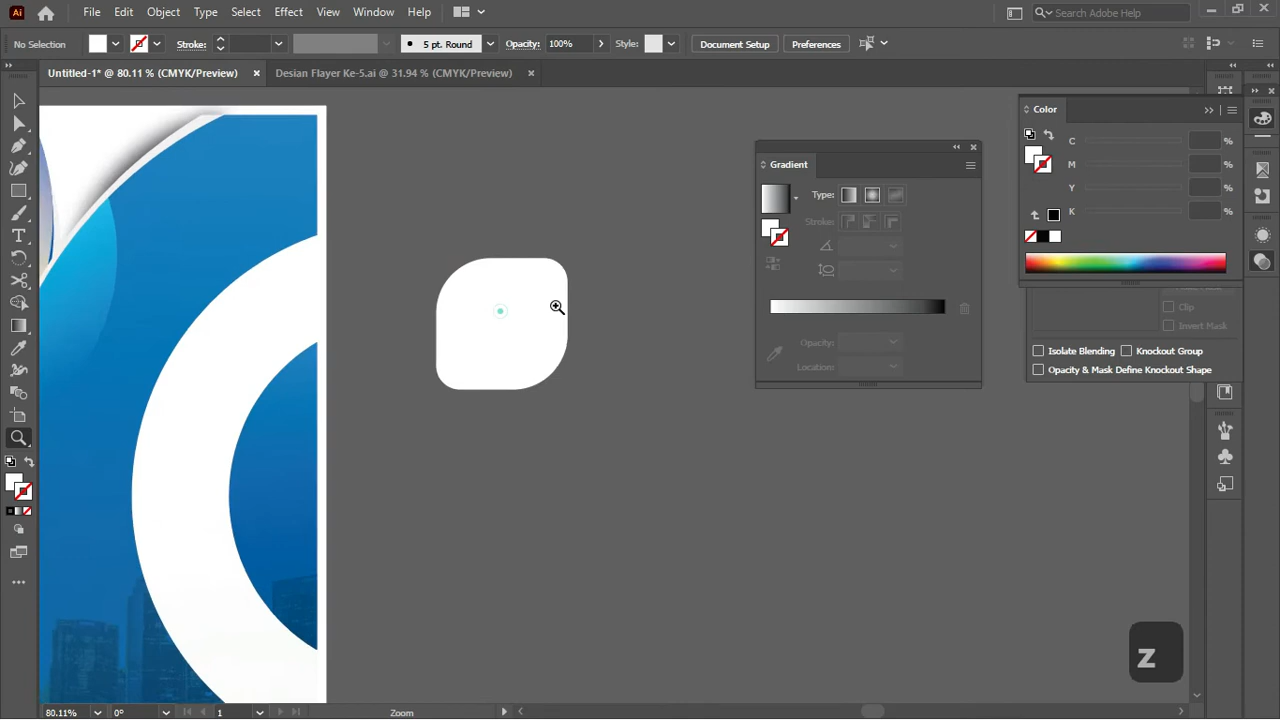 Ai File Edit Object Type Select Effect View Window Help Search Adobe Help
No Selection Stroke: 5 pt. Round Opacity: 100% Style: Document Setup Preferences
Untitled-1* @ 80.11 % (CMYK/Preview) Desian Flayer Ke-5.ai @ 31.94 % (CMYK/Preview)
Color
C %
M %
Y %
K %
Gradient
Type:
Stroke:
Opacity:
Location:
Clip
Invert Mask
Isolate Blending Knockout Group
Opacity & Mask Define Knockout Shape
z
80.11% 0° 1 Zoom